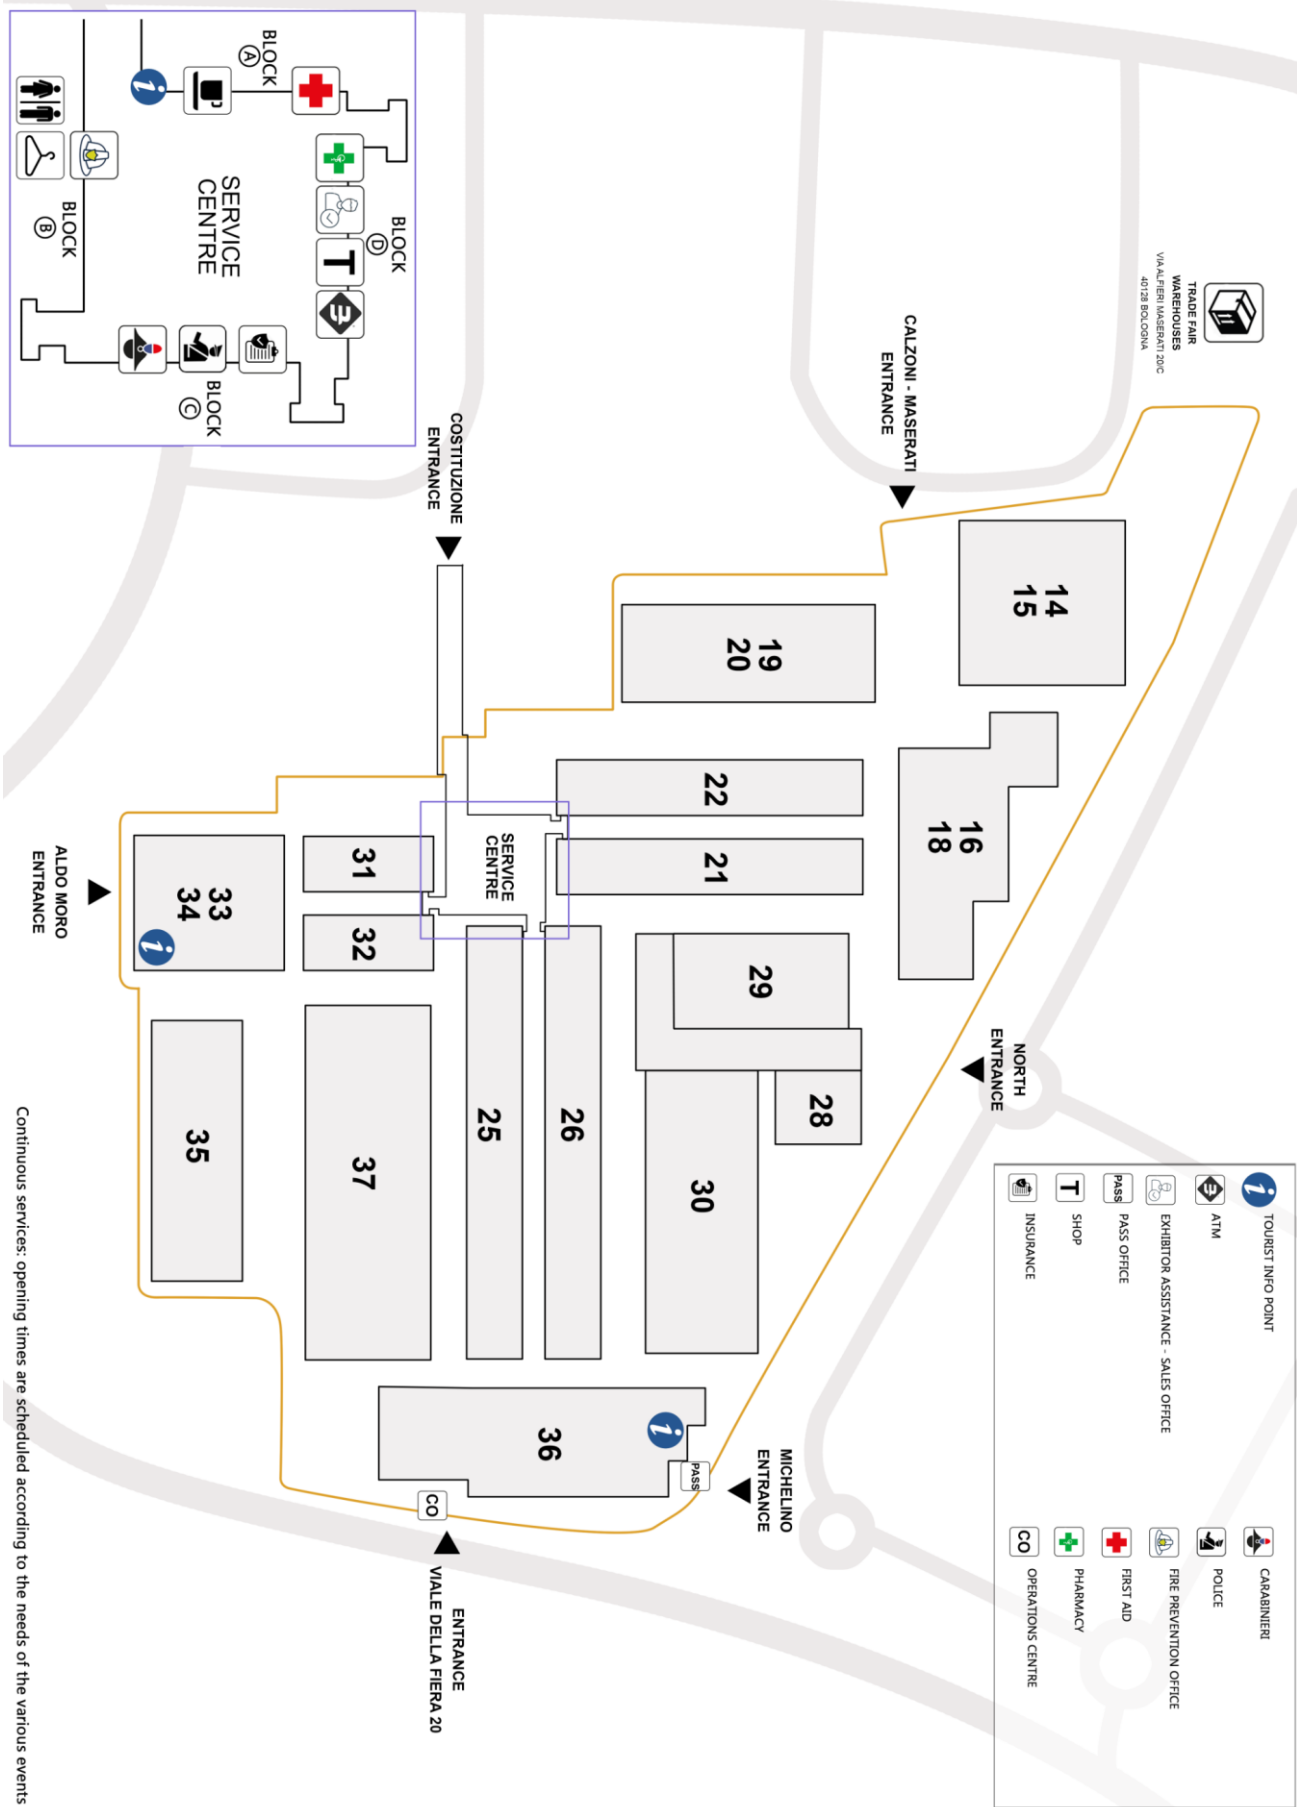 BLOCK
A
BLOCK
D
SERVICE
CENTRE
BLOCK
B
BLOCK
C
T
TRADE FAIR
WAREHOUSES
VIA ALFIERI MASERATI 20/C
40128 BOLOGNA
CALZONI - MASERATI
ENTRANCE
COSTITUZIONE
ENTRANCE
14
15
19
20
22
21
16
18
SERVICE
CENTRE
31
32
33
34
i
ALDO MORO
ENTRANCE
29
28
30
26
25
37
35
36
i
PASS
CO
NORTH
ENTRANCE
MICHELINO
ENTRANCE
ENTRANCE
VIALE DELLA FIERA 20
i
TOURIST INFO POINT
ATM
EXHIBITOR ASSISTANCE - SALES OFFICE
PASS
PASS OFFICE
T
SHOP
INSURANCE
CARABINIERI
POLICE
FIRE PREVENTION OFFICE
FIRST AID
PHARMACY
CO
OPERATIONS CENTRE
i
Continuous services: opening times are scheduled according to the needs of the various events